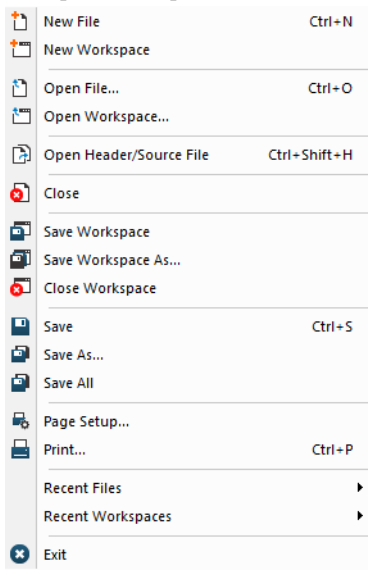 New File Ctrl+N
New Workspace
Open File... Ctrl+O
Open Workspace...
Open Header/Source File Ctrl+Shift+H
Close
Save Workspace
Save Workspace As...
Close Workspace
Save Ctrl+S
Save As...
Save All
Page Setup...
Print... Ctrl+P
Recent Files
Recent Workspaces
Exit